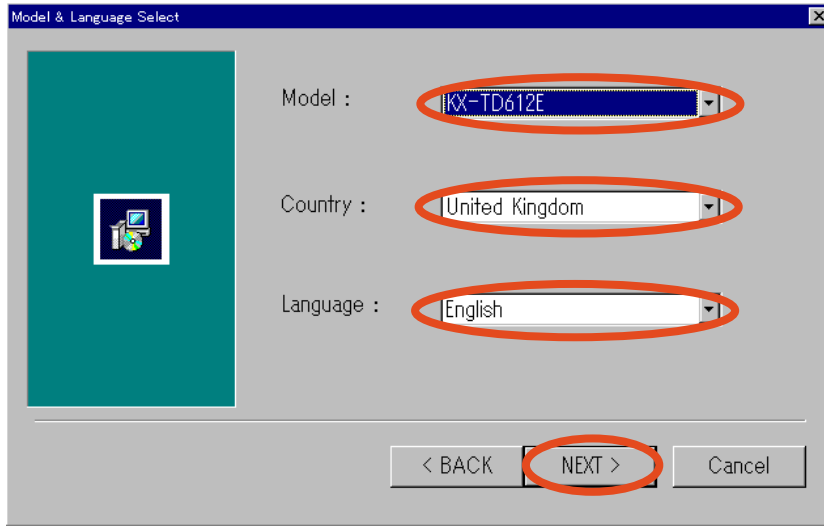 Model & Language Select
Model :
KX-TD612E
Country :
United Kingdom
Language :
English
< BACK
NEXT >
Cancel